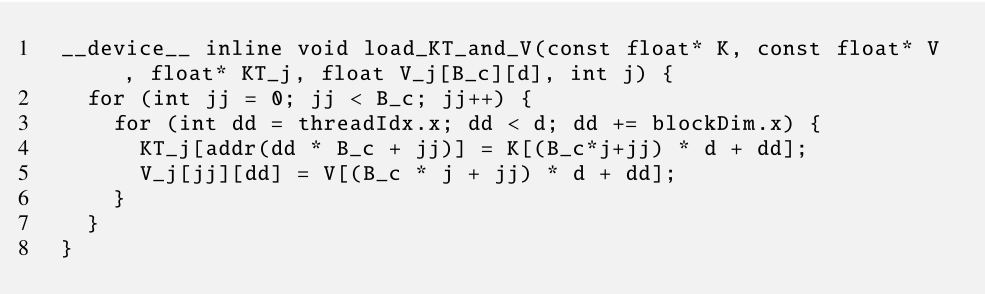 1 __device__ inline void load_KT_and_V(const float* K, const float* V
, float* KT_j, float V_j[B_c][d], int j) {
2 for (int jj = 0; jj < B_c; jj++) {
3 for (int dd = threadIdx.x; dd < d; dd += blockDim.x) {
4 KT_j[addr(dd * B_c + jj)] = K[(B_c*j+jj) * d + dd];
5 V_j[jj][dd] = V[(B_c * j + jj) * d + dd];
6 }
7 }
8 }